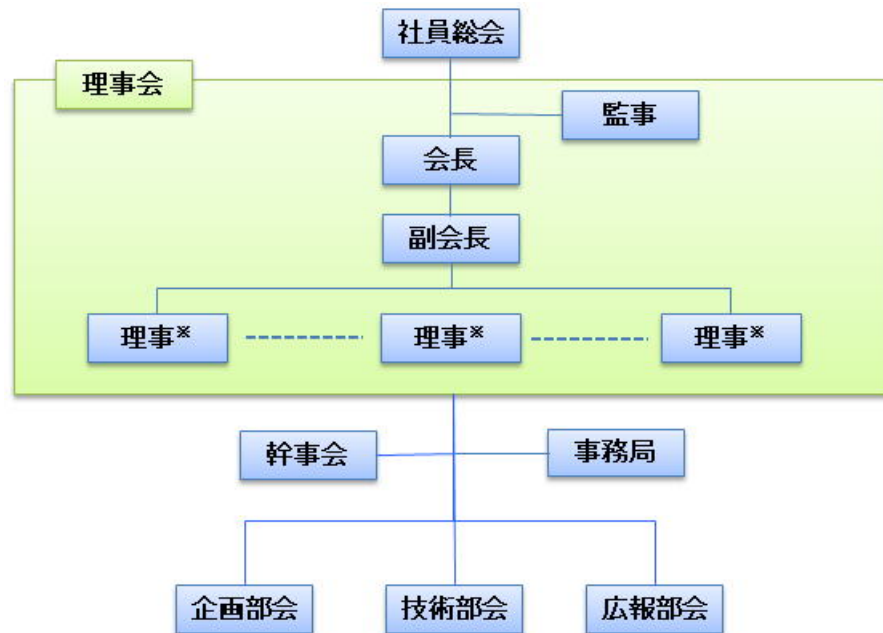 社員総会
理事会
監事
会長
副会長
理事※
理事※
理事※
幹事会
事務局
企画部会
技術部会
広報部会